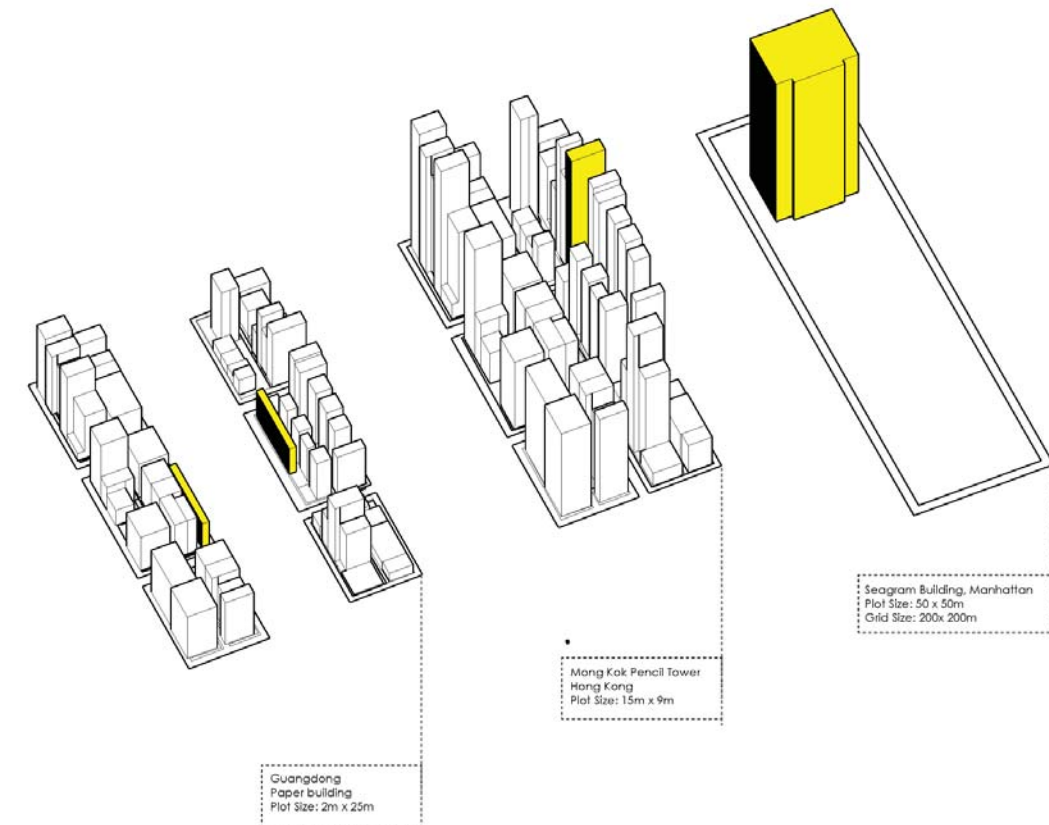 Seagram Building, Manhattan
Plot Size: 50 x 50m
Grid Size: 200x 200m
Mong Kok Pencil Tower
Hong Kong
Plot Size: 15m x 9m
Guangdong
Paper building
Plot Size: 2m x 25m